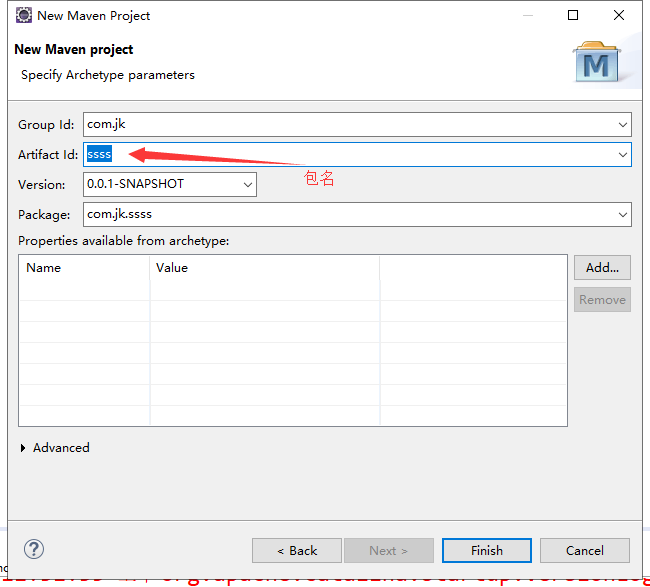 New Maven Project
New Maven project
Specify Archetype parameters
M
Group Id: com.jk
Artifact Id: ssss
包名
Version: 0.0.1-SNAPSHOT
Package: com.jk.ssss
Properties available from archetype:
Name Value
Add...
Remove
Advanced
? < Back Next > Finish Cancel